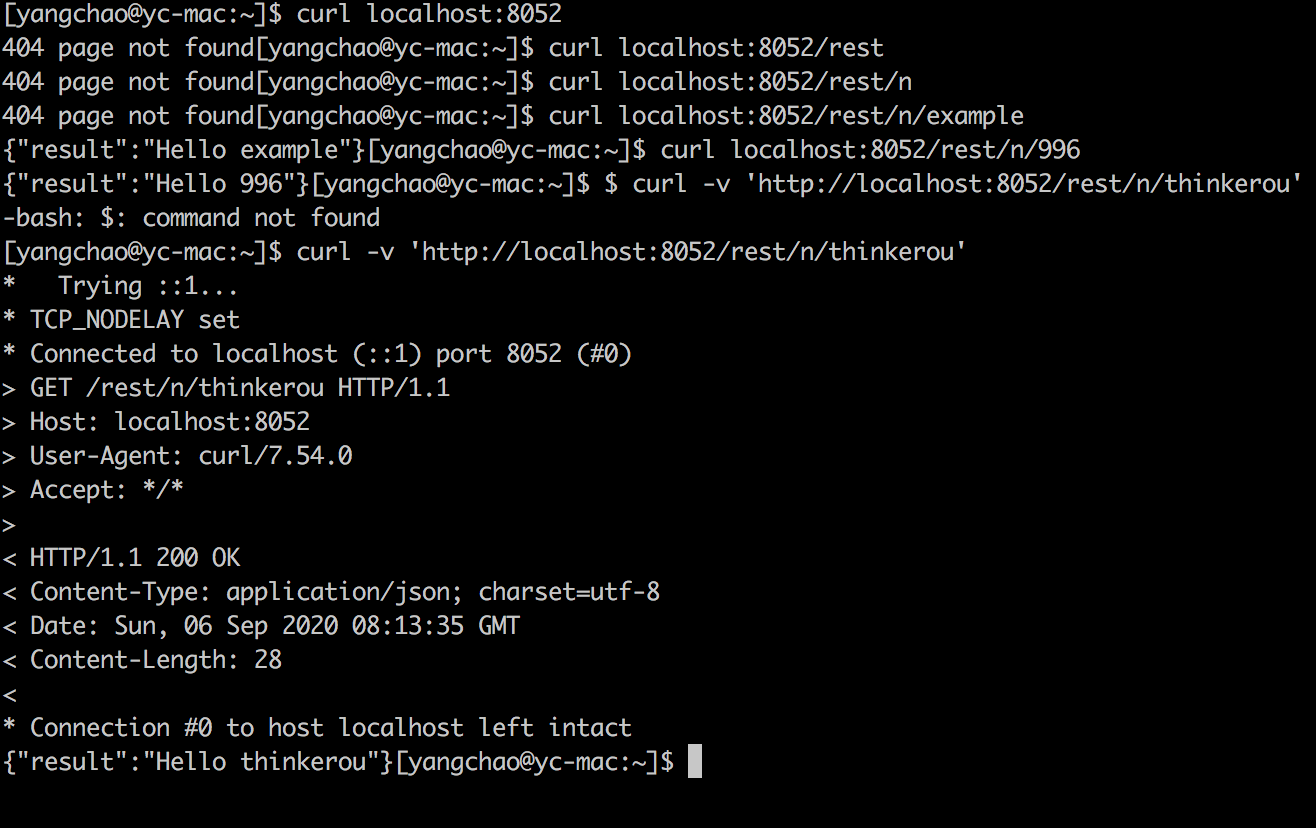 [yangchao@yc-mac:~]$ curl localhost:8052
404 page not found[yangchao@yc-mac:~]$ curl localhost:8052/rest
404 page not found[yangchao@yc-mac:~]$ curl localhost:8052/rest/n
404 page not found[yangchao@yc-mac:~]$ curl localhost:8052/rest/n/example
{"result":"Hello example"}[yangchao@yc-mac:~]$ curl localhost:8052/rest/n/996
{"result":"Hello 996"}[yangchao@yc-mac:~]$ $ curl -v 'http://localhost:8052/rest/n/thinkerou'
-bash: $: command not found
[yangchao@yc-mac:~]$ curl -v 'http://localhost:8052/rest/n/thinkerou'
*   Trying ::1...
* TCP_NODELAY set
* Connected to localhost (::1) port 8052 (#0)
> GET /rest/n/thinkerou HTTP/1.1
> Host: localhost:8052
> User-Agent: curl/7.54.0
> Accept: */*
>
< HTTP/1.1 200 OK
< Content-Type: application/json; charset=utf-8
< Date: Sun, 06 Sep 2020 08:13:35 GMT
< Content-Length: 28
<
* Connection #0 to host localhost left intact
{"result":"Hello thinkerou"}[yangchao@yc-mac:~]$